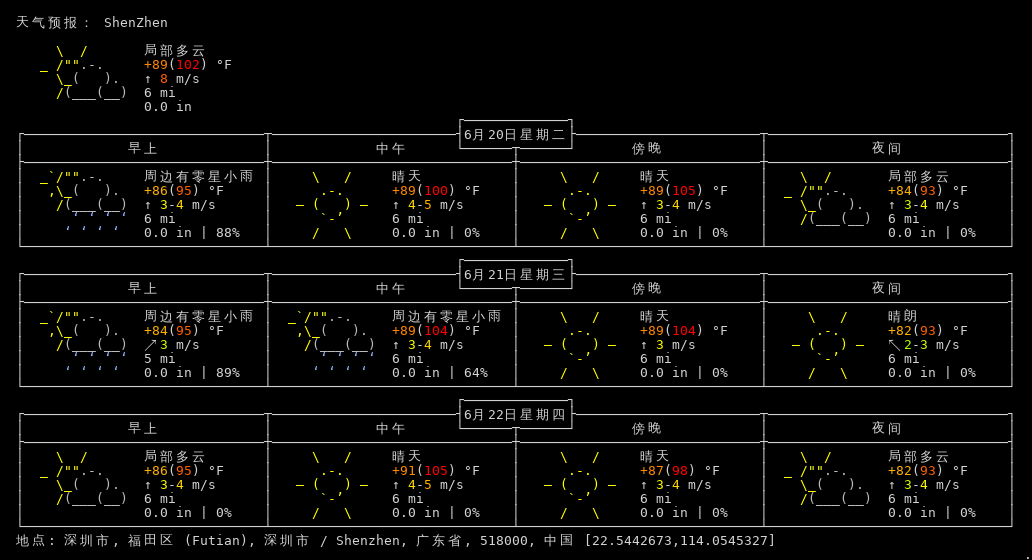 天气预报： ShenZhen
局部多云
+89(102) °F
↑ 8 m/s
6 mi
0.0 in
6月20日星期二
早上 中午 傍晚 夜间
周边有零星小雨 晴天 晴天 局部多云
+86(95) °F +89(100) °F +89(105) °F +84(93) °F
↑ 3-4 m/s ↑ 4-5 m/s ↑ 3-4 m/s ↑ 3-4 m/s
6 mi 6 mi 6 mi 6 mi
0.0 in | 88% 0.0 in | 0% 0.0 in | 0% 0.0 in | 0%
6月21日星期三
早上 中午 傍晚 夜间
周边有零星小雨 周边有零星小雨 晴天 晴朗
+84(95) °F +89(104) °F +89(104) °F +82(93) °F
↗ 3 m/s ↑ 3-4 m/s ↑ 3 m/s ↖ 2-3 m/s
5 mi 6 mi 6 mi 6 mi
0.0 in | 89% 0.0 in | 64% 0.0 in | 0% 0.0 in | 0%
6月22日星期四
早上 中午 傍晚 夜间
局部多云 晴天 晴天 局部多云
+86(95) °F +91(105) °F +87(98) °F +82(93) °F
↑ 3-4 m/s ↑ 4-5 m/s ↑ 3-4 m/s ↑ 3-4 m/s
6 mi 6 mi 6 mi 6 mi
0.0 in | 0% 0.0 in | 0% 0.0 in | 0% 0.0 in | 0%
地点: 深圳市, 福田区 (Futian), 深圳市 / Shenzhen, 广东省, 518000, 中国 [22.5442673,114.0545327]